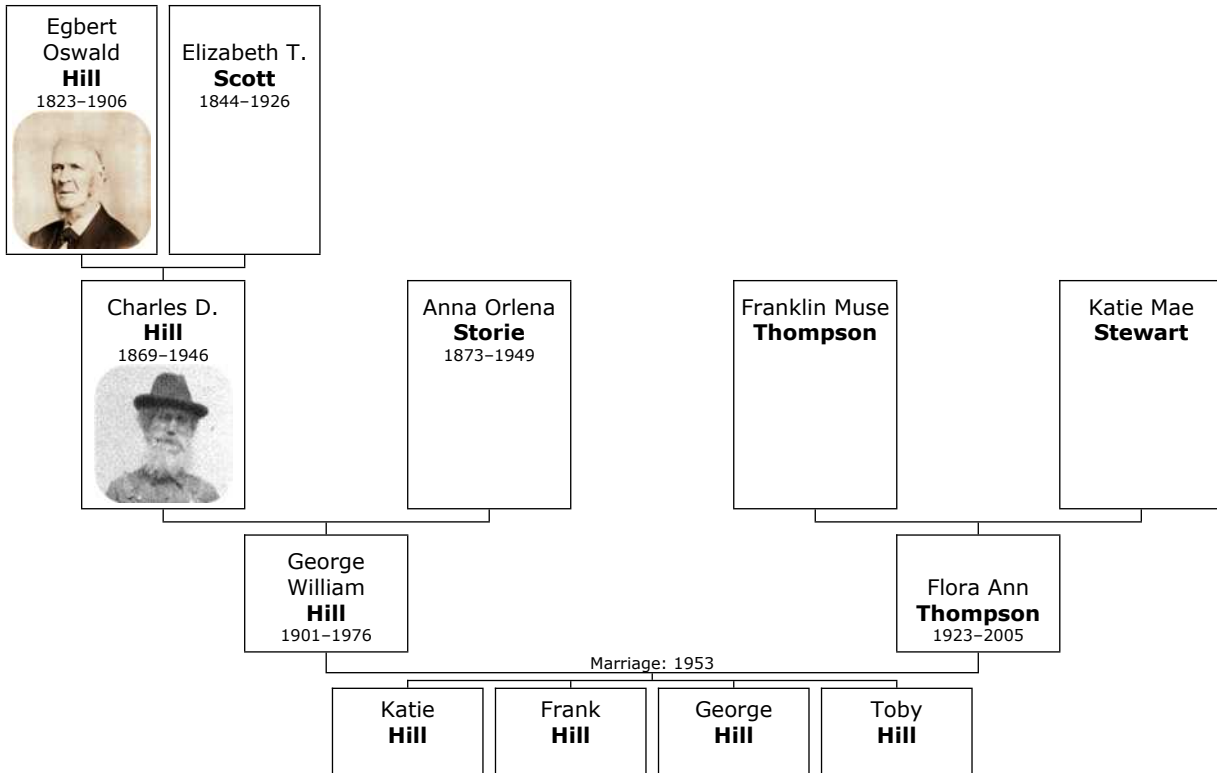 Egbert
Oswald
Hill
1823–1906
Elizabeth T.
Scott
1844–1926
Charles D.
Hill
1869–1946
Anna Orlena
Storie
1873–1949
Franklin Muse
Thompson
Katie Mae
Stewart
George
William
Hill
1901–1976
Flora Ann
Thompson
1923–2005
Marriage: 1953
Katie
Hill
Frank
Hill
George
Hill
Toby
Hill